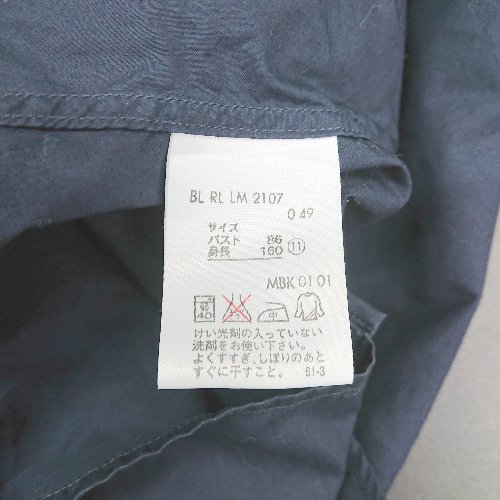 BL RL LM 2107
0 49
サイズ
バスト 86
身長 160 ⑪
MBK 01 01
40 中
けい光剤の入っていない
洗剤をお使い下さい。
よくすすぎ、しぼりのあと
すぐに干すこと。 61-3